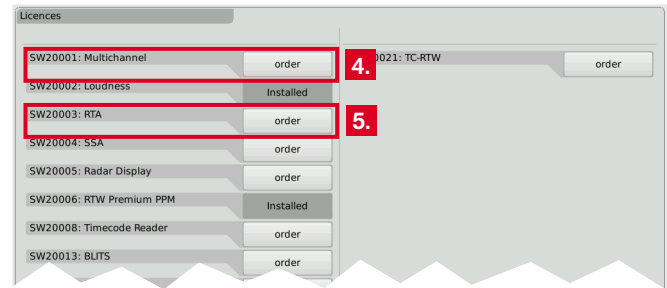 Licences
SW20001: Multichannel order
4. 0021: TC-RTW order
SW20002: Loudness Installed
SW20003: RTA order
5.
SW20004: SSA order
SW20005: Radar Display order
SW20006: RTW Premium PPM Installed
SW20008: Timecode Reader order
SW20013: BLITS order